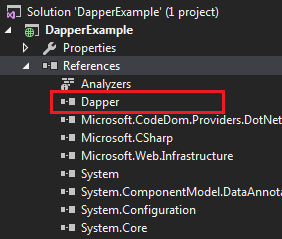 Solution 'DapperExample' (1 project)
DapperExample
Properties
References
Analyzers
Dapper
Microsoft.CodeDom.Providers.DotNet
Microsoft.CSharp
Microsoft.Web.Infrastructure
System
System.ComponentModel.DataAnnota
System.Configuration
System.Core